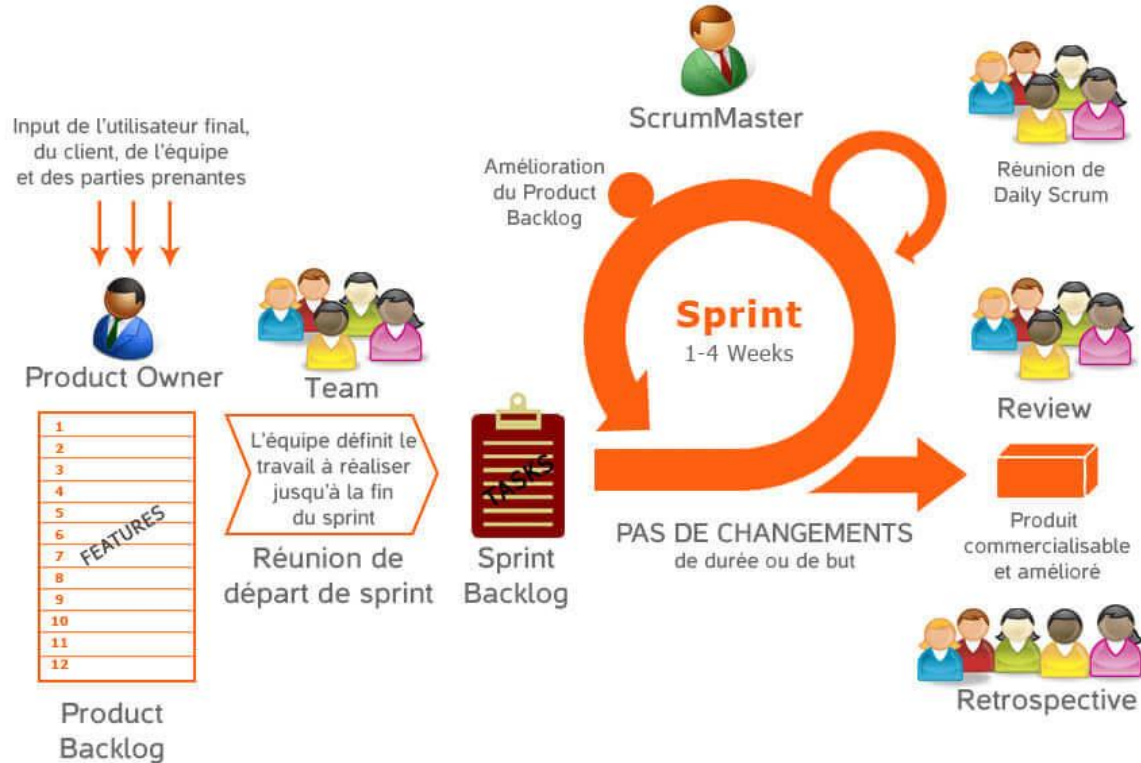 Input de l'utilisateur final,
du client, de l'équipe
et des parties prenantes
Product Owner
1
2
3
4
5
6
7
8
9
10
11
12
FEATURES
Product
Backlog
Team
L'équipe définit le
travail à réaliser
jusqu'à la fin
du sprint
Réunion de
départ de sprint
TASKS
Sprint
Backlog
ScrumMaster
Amélioration
du Product
Backlog
Sprint
1-4 Weeks
PAS DE CHANGEMENTS
de durée ou de but
Réunion de
Daily Scrum
Review
Produit
commercialisable
et amélioré
Retrospective